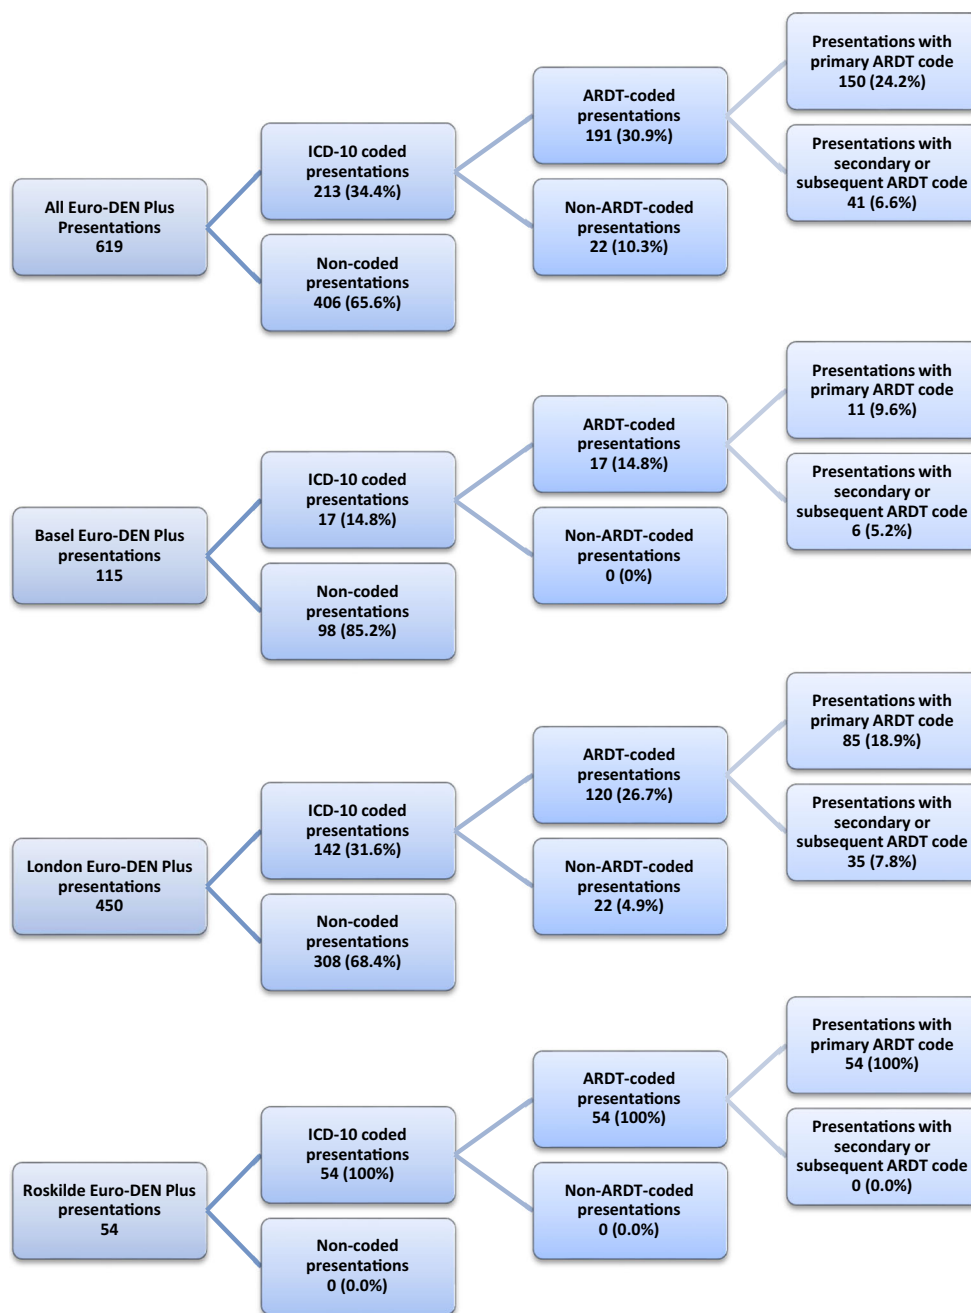 All Euro-DEN Plus
Presentations
619
ICD-10 coded
presentations
213 (34.4%)
Non-coded
presentations
406 (65.6%)
ARDT-coded
presentations
191 (30.9%)
Non-ARDT-coded
presentations
22 (10.3%)
Presentations with
primary ARDT code
150 (24.2%)
Presentations with
secondary or
subsequent ARDT code
41 (6.6%)
Basel Euro-DEN Plus
presentations
115
ICD-10 coded
presentations
17 (14.8%)
Non-coded
presentations
98 (85.2%)
ARDT-coded
presentations
17 (14.8%)
Non-ARDT-coded
presentations
0 (0%)
Presentations with
primary ARDT code
11 (9.6%)
Presentations with
secondary or
subsequent ARDT code
6 (5.2%)
London Euro-DEN Plus
presentations
450
ICD-10 coded
presentations
142 (31.6%)
Non-coded
presentations
308 (68.4%)
ARDT-coded
presentations
120 (26.7%)
Non-ARDT-coded
presentations
22 (4.9%)
Presentations with
primary ARDT code
85 (18.9%)
Presentations with
secondary or
subsequent ARDT code
35 (7.8%)
Roskilde Euro-DEN Plus
presentations
54
ICD-10 coded
presentations
54 (100%)
Non-coded
presentations
0 (0.0%)
ARDT-coded
presentations
54 (100%)
Non-ARDT-coded
presentations
0 (0.0%)
Presentations with
primary ARDT code
54 (100%)
Presentations with
secondary or
subsequent ARDT code
0 (0.0%)